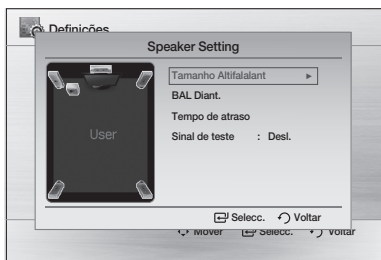 Definições
Speaker Setting
Tamanho Altifalalant ►
BAL Diant.
Tempo de atraso
Sinal de teste : Desl.
User
Selecc. Voltar
Mover Selecc. Voltar